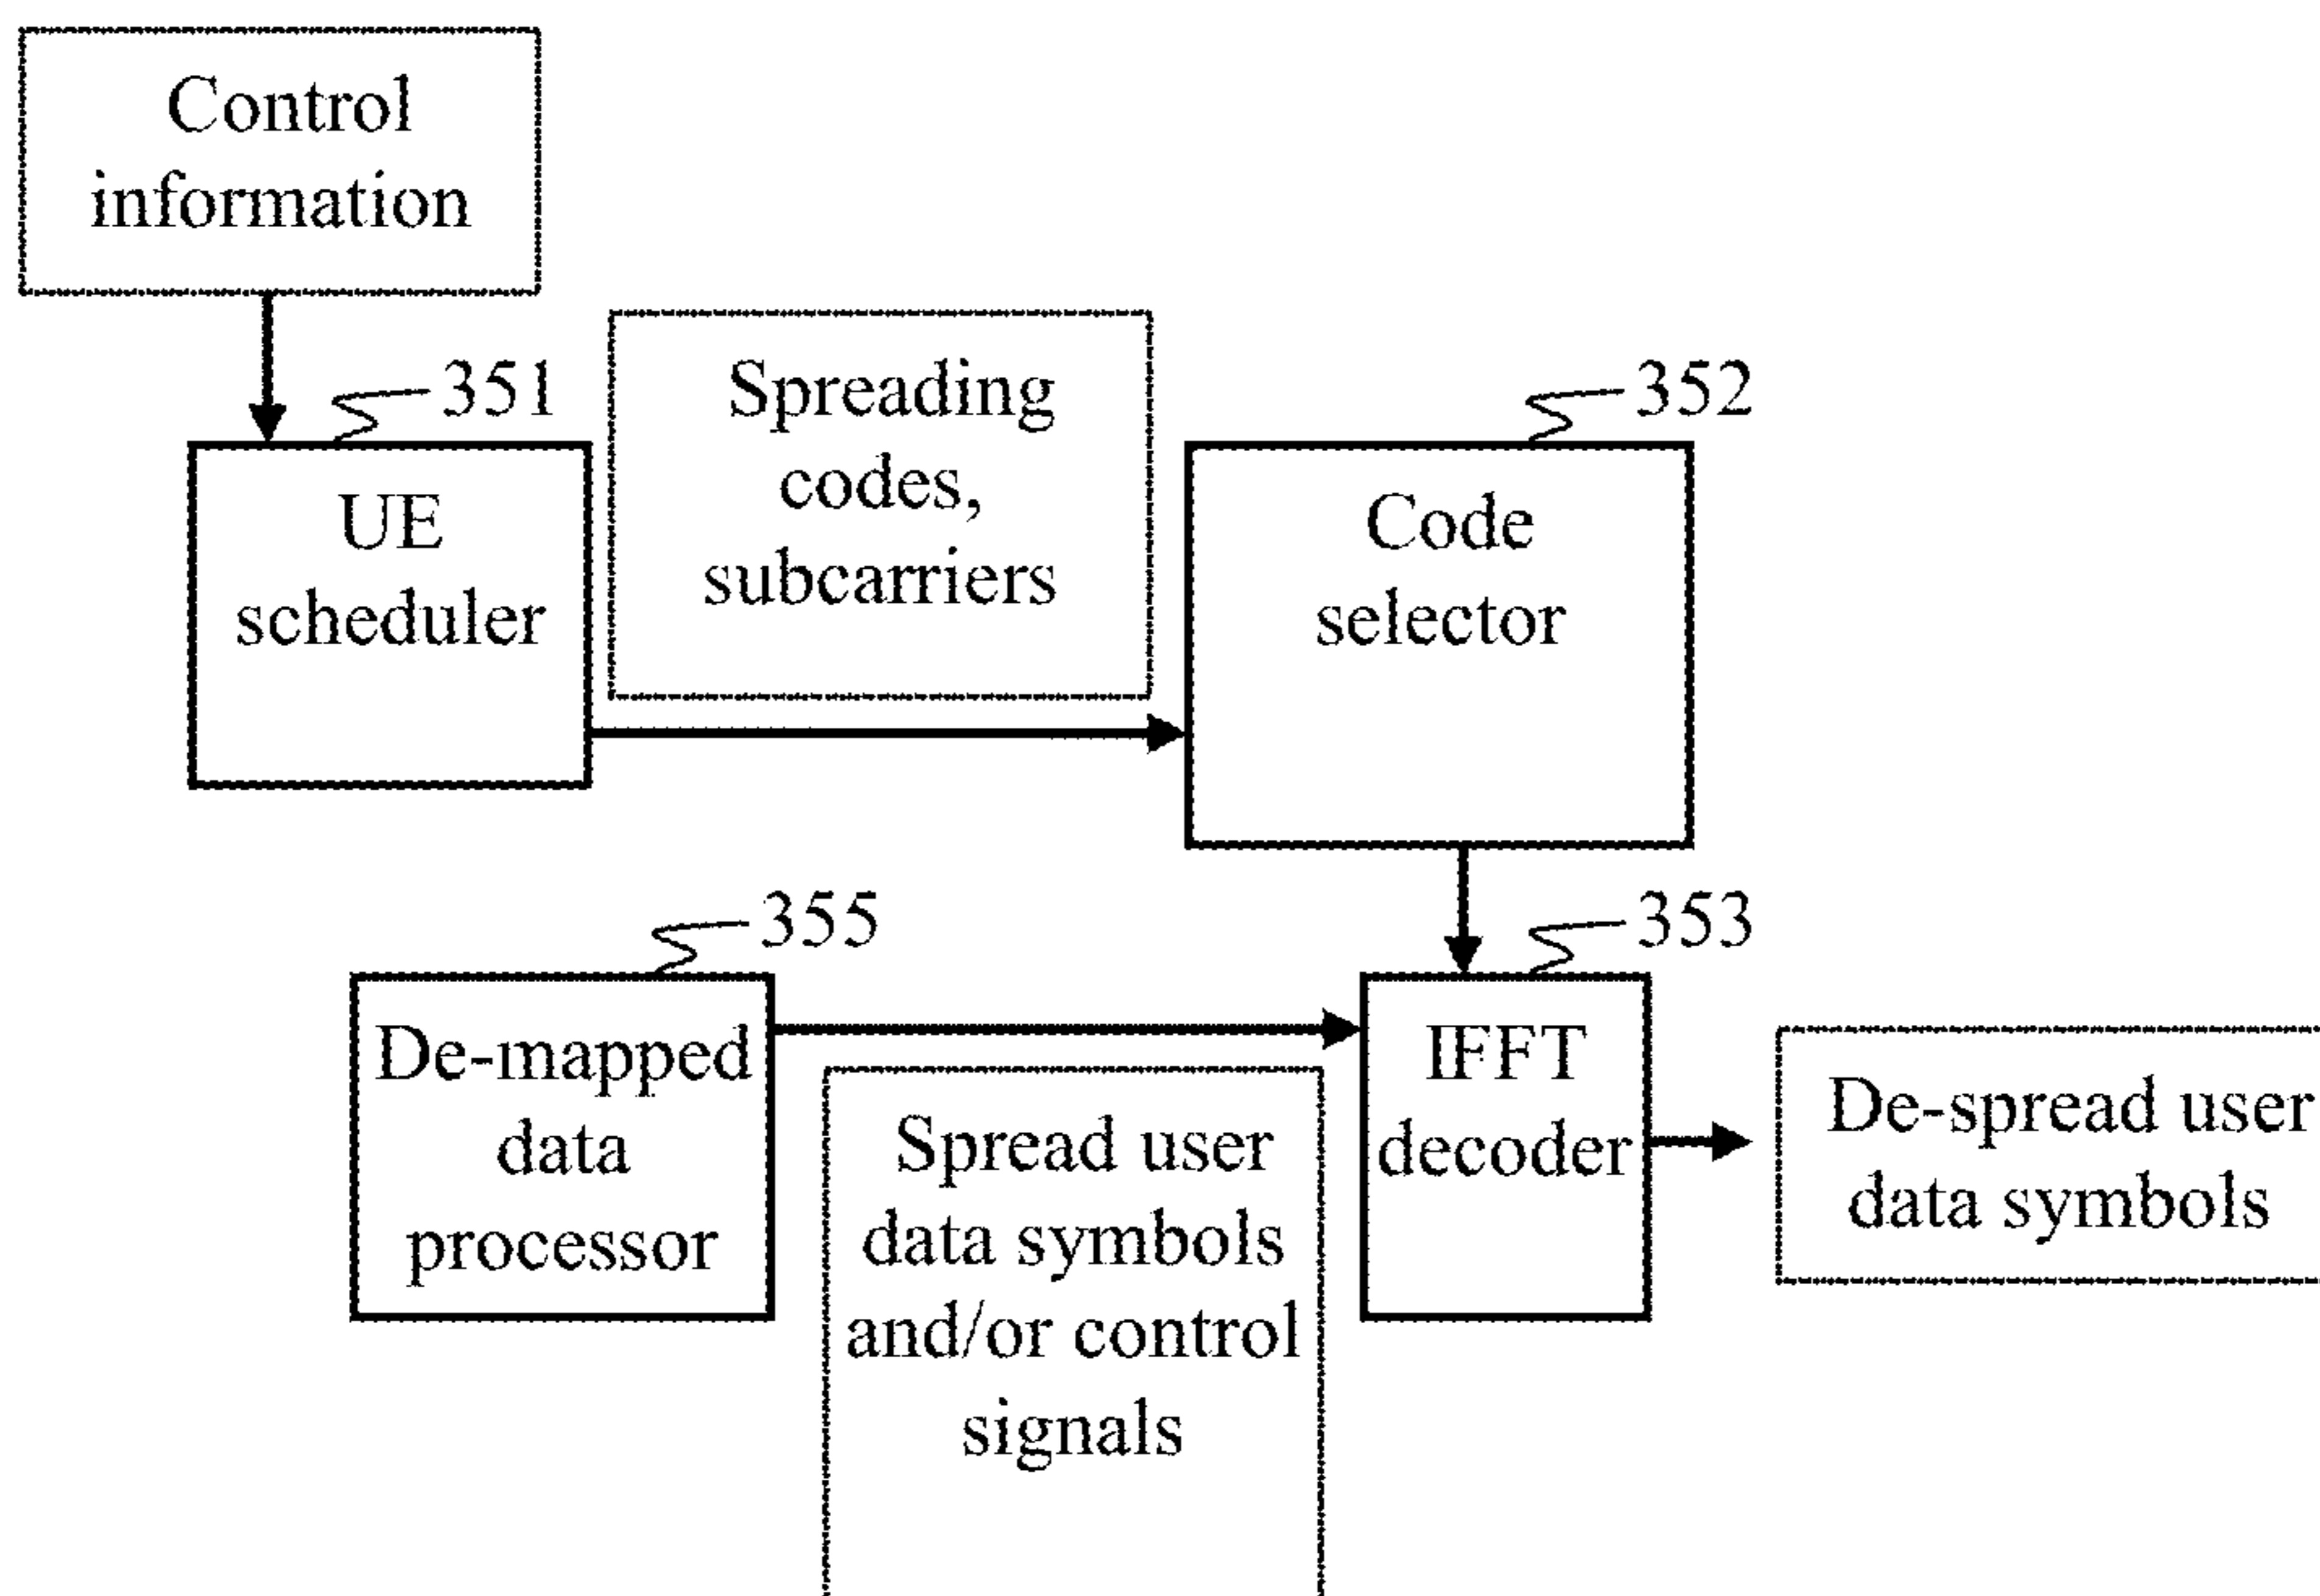 Control
information
351
UE
scheduler
Spreading
codes,
subcarriers
352
Code
selector
355
De-mapped
data
processor
Spread user
data symbols
and/or control
signals
353
IFFT
decoder
De-spread user
data symbols